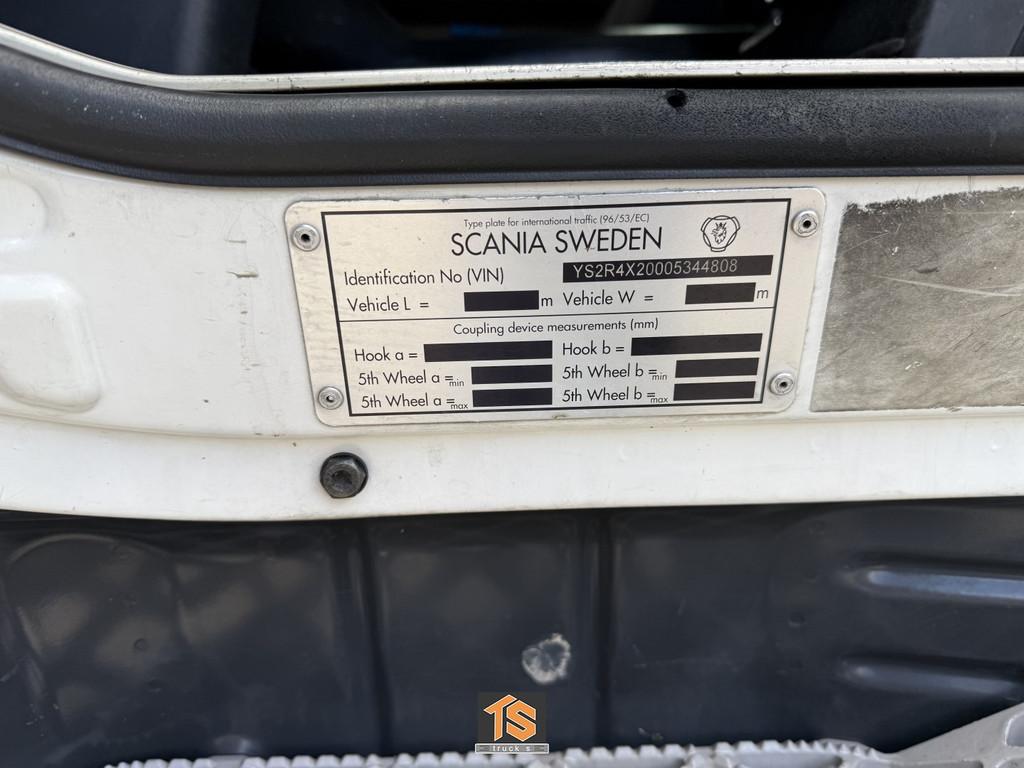 Type plate for international traffic (96/53/EC)
SCANIA SWEDEN
Identification No (VIN) YS2R4X20005344808
Vehicle L = m Vehicle W = m
Coupling device measurements (mm)
Hook a = Hook b =
5th Wheel a =min 5th Wheel b =min
5th Wheel a =max 5th Wheel b =max
TS
trucks